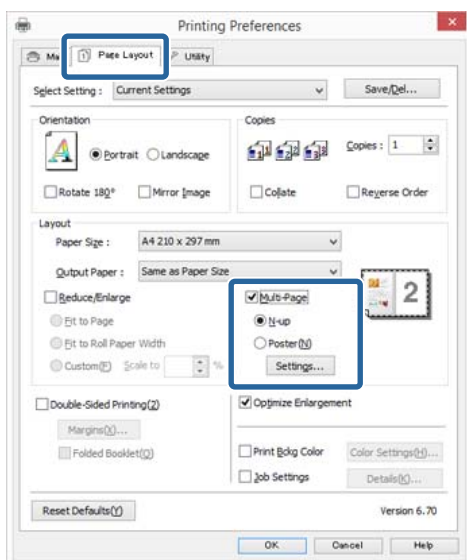 Printing Preferences
Page Layout
Utility
Select Setting : Current Settings Save/Del...
Orientation Copies
Portrait Landscape Copies : 1
Rotate 180° Mirror Image Collate Reverse Order
Layout
Paper Size : A4 210 x 297 mm
Output Paper : Same as Paper Size
Reduce/Enlarge Multi-Page 2
Fit to Page N-up
Fit to Roll Paper Width Poster(N)
Custom(F) Scale to % Settings...
Double-Sided Printing(2) Optimize Enlargement
Margins(X)...
Folded Booklet(Q) Print Bckg Color Color Settings(H)...
Job Settings Details(K)...
Reset Defaults(Y) Version 6.70
OK Cancel Help